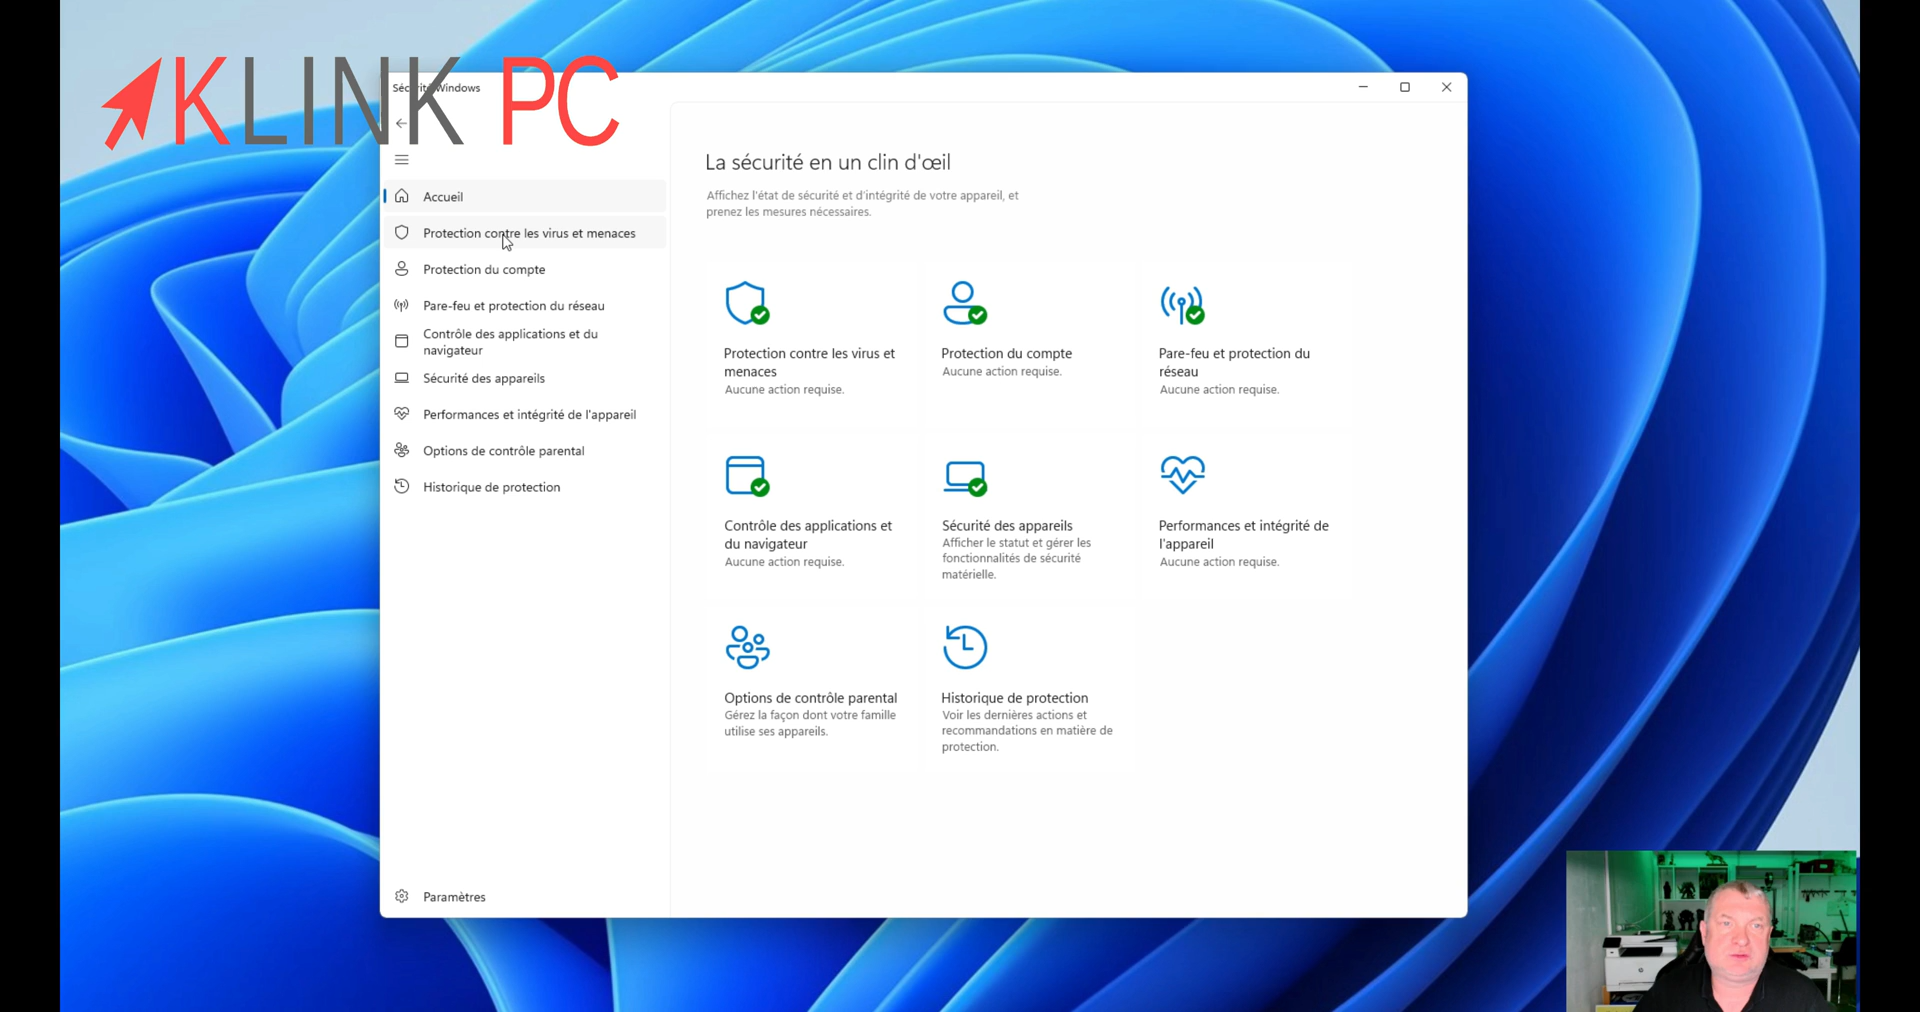 KLINK PC
Sécurité Windows
Accueil
Protection contre les virus et menaces
Protection du compte
Pare-feu et protection du réseau
Contrôle des applications et du
navigateur
Sécurité des appareils
Performances et intégrité de l'appareil
Options de contrôle parental
Historique de protection
Paramètres
La sécurité en un clin d'œil
Affichez l'état de sécurité et d'intégrité de votre appareil, et
prenez les mesures nécessaires.
Protection contre les virus et
menaces
Aucune action requise.
Protection du compte
Aucune action requise.
Pare-feu et protection du
réseau
Aucune action requise.
Contrôle des applications et
du navigateur
Aucune action requise.
Sécurité des appareils
Afficher le statut et gérer les
fonctionnalités de sécurité
matérielle.
Performances et intégrité de
l'appareil
Aucune action requise.
Options de contrôle parental
Gérez la façon dont votre famille
utilise ses appareils.
Historique de protection
Voir les dernières actions et
recommandations en matière de
protection.